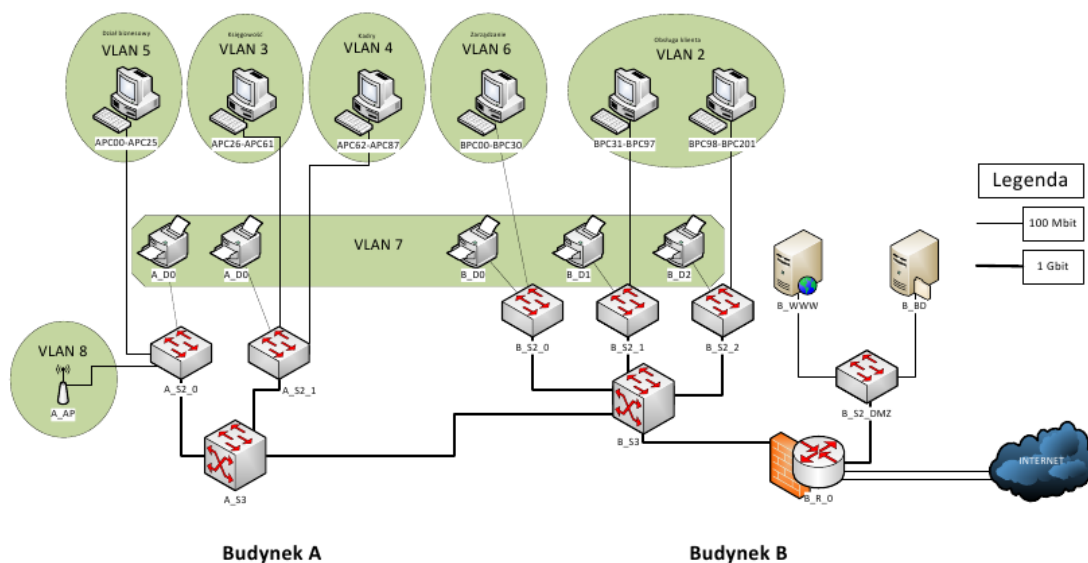 Dział biznesowy
VLAN 5
APC00-APC25
Księgowość
VLAN 3
APC26-APC61
Kadry
VLAN 4
APC62-APC87
Zarządzanie
VLAN 6
BPC00-BPC30
Obsługa klienta
VLAN 2
BPC31-BPC97
BPC98-BPC201
Legenda
100 Mbit
1 Gbit
VLAN 7
A_D0
A_D0
B_D0
B_D1
B_D2
B_WWW
B_BD
VLAN 8
A_AP
A_S2_0
A_S2_1
B_S2_0
B_S2_1
B_S2_2
B_S2_DMZ
A_S3
B_S3
B_R_0
INTERNET
Budynek A
Budynek B